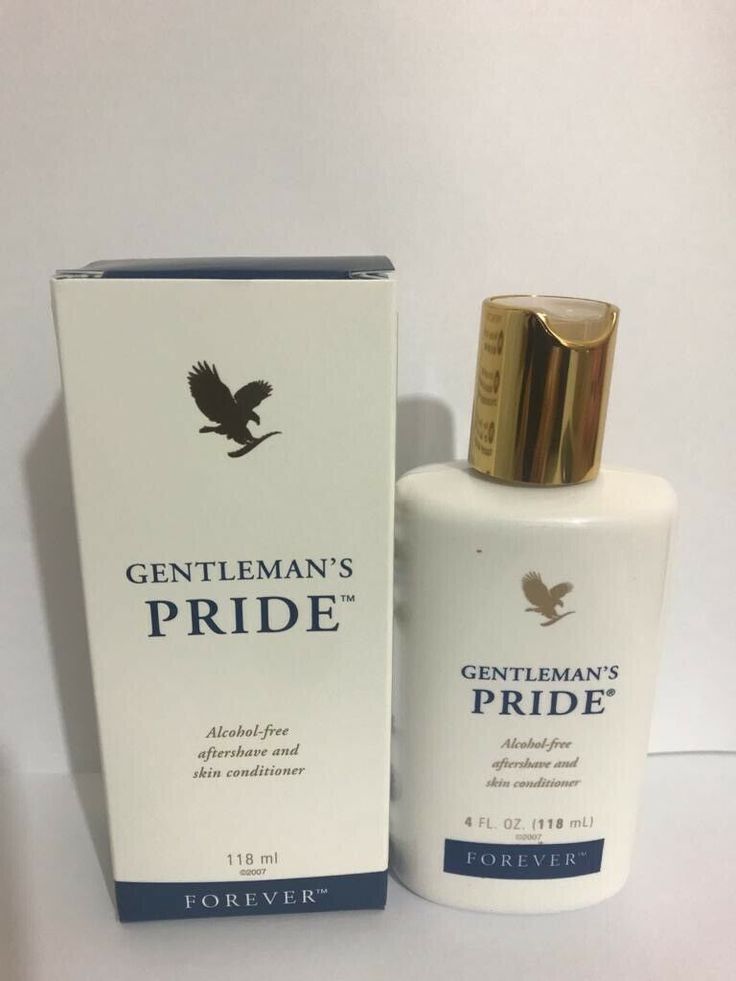 GENTLEMAN'S
PRIDE™
Alcohol-free
aftershave and
skin conditioner
118 ml
©2007
FOREVER™
GENTLEMAN'S
PRIDE®
Alcohol-free
aftershave and
skin conditioner
4 FL. OZ. (118 mL)
©2007
FOREVER™